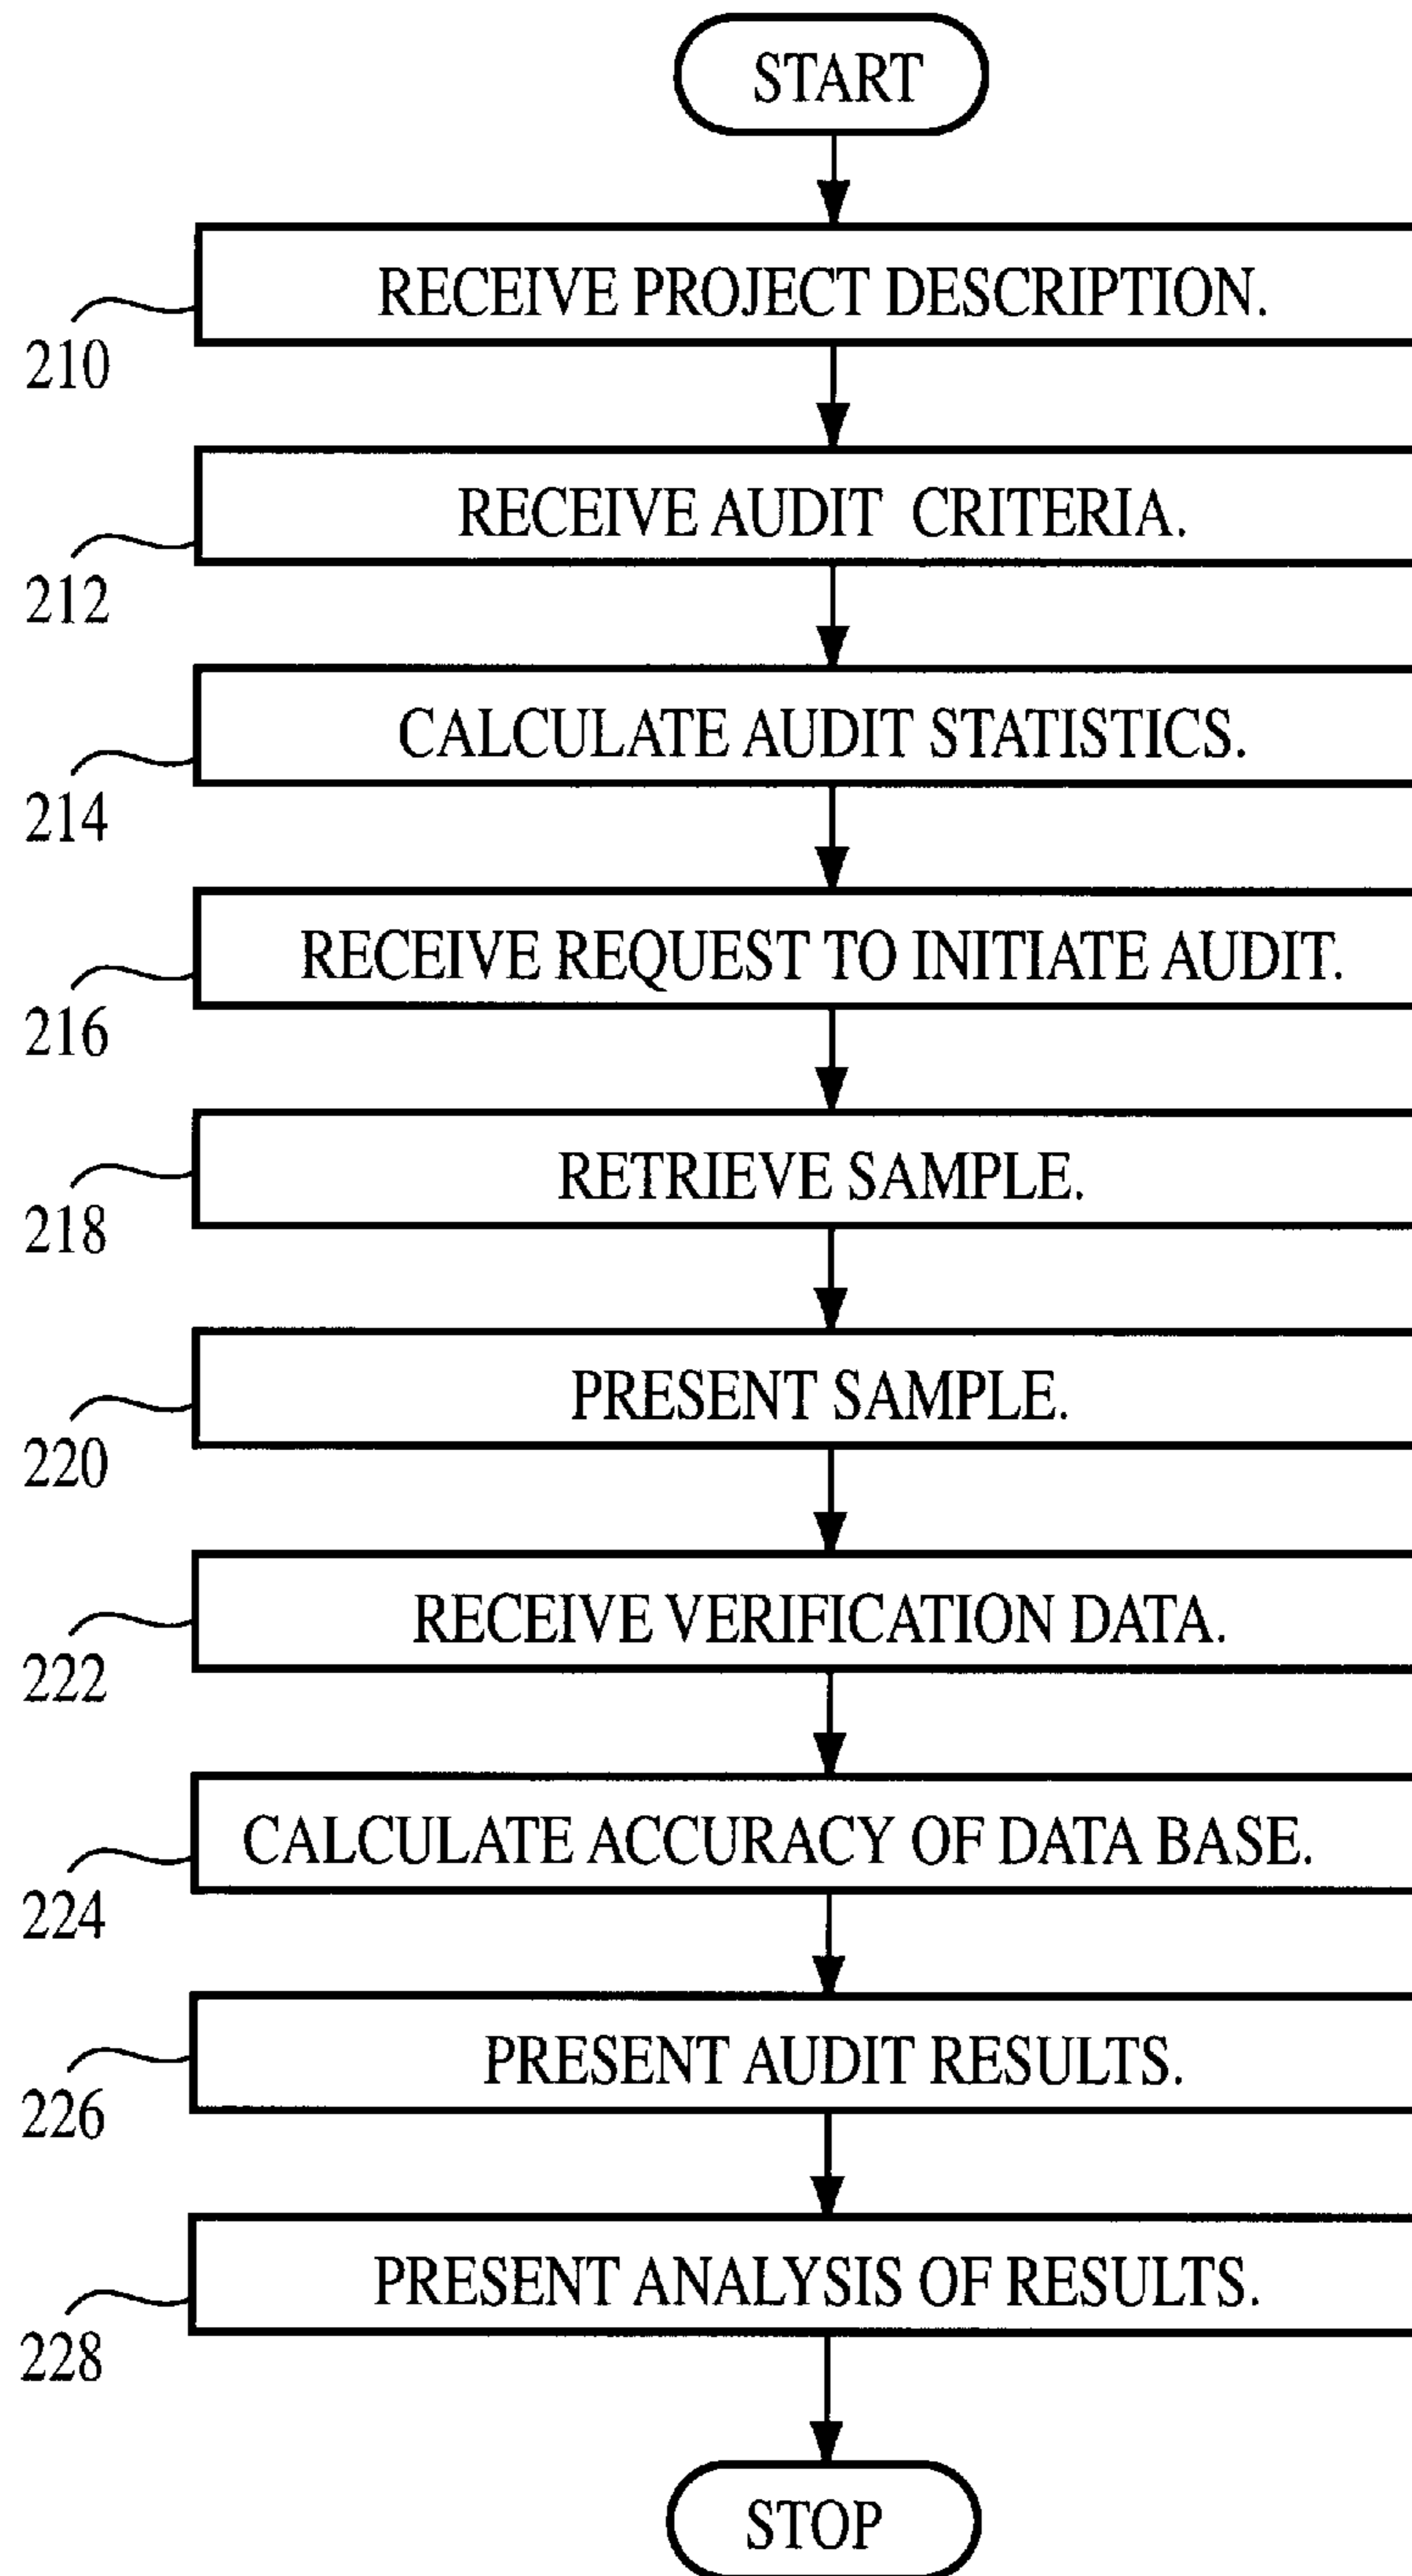 START
RECEIVE PROJECT DESCRIPTION.
210
RECEIVE AUDIT CRITERIA.
212
CALCULATE AUDIT STATISTICS.
214
RECEIVE REQUEST TO INITIATE AUDIT.
216
RETRIEVE SAMPLE.
218
PRESENT SAMPLE.
220
RECEIVE VERIFICATION DATA.
222
CALCULATE ACCURACY OF DATA BASE.
224
PRESENT AUDIT RESULTS.
226
PRESENT ANALYSIS OF RESULTS.
228
STOP